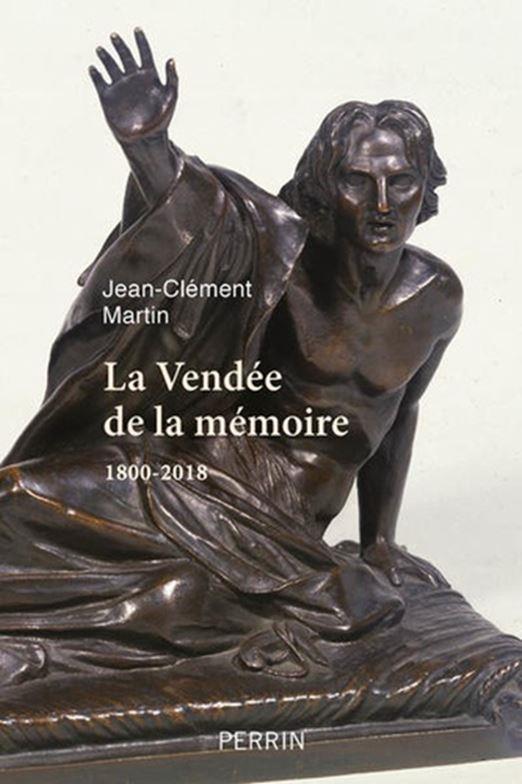 Jean-Clément
Martin
La Vendée
de la mémoire
1800-2018
PERRIN